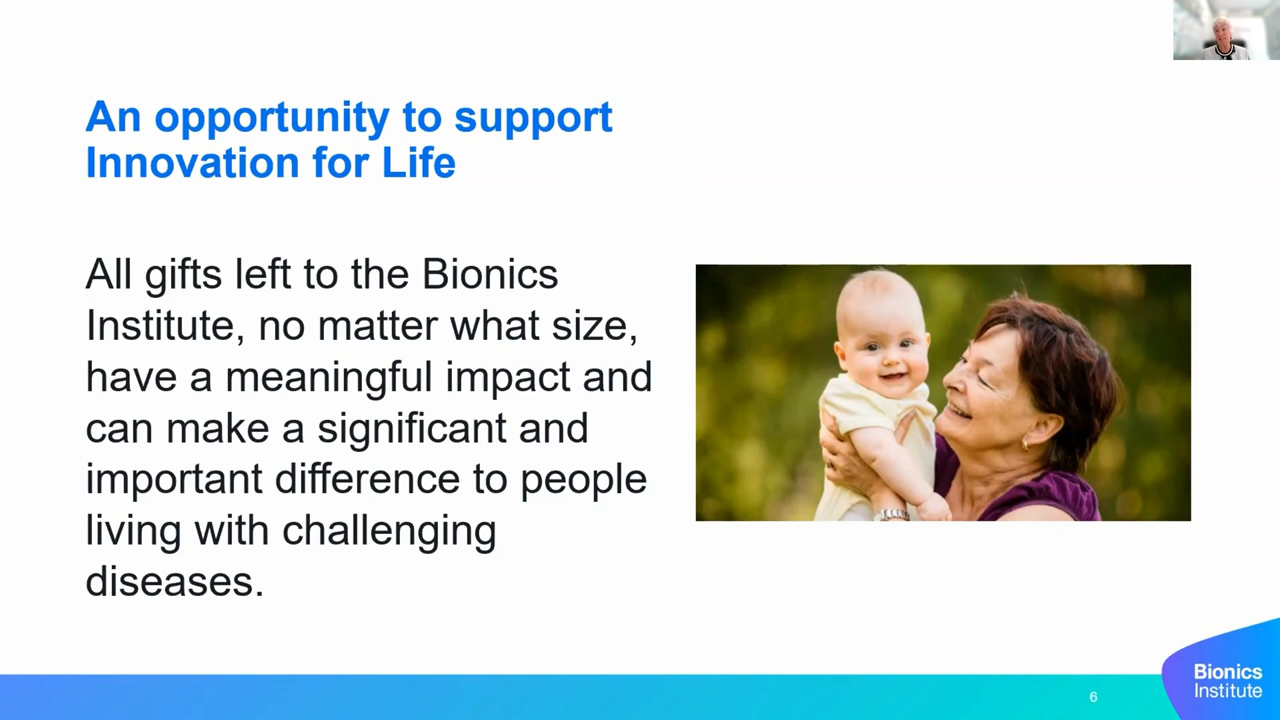 An opportunity to support
Innovation for Life
All gifts left to the Bionics
Institute, no matter what size,
have a meaningful impact and
can make a significant and
important difference to people
living with challenging
diseases.
6
Bionics
Institute